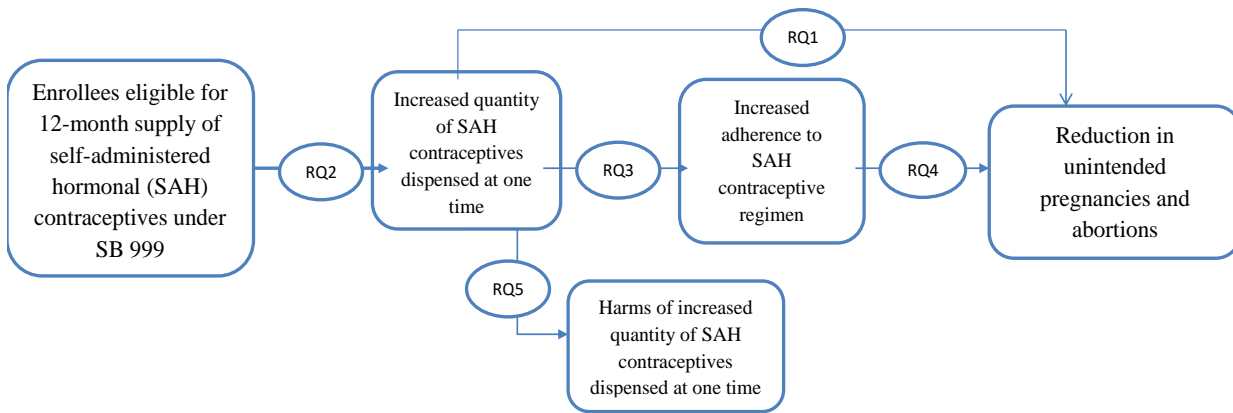 RQ1
Enrollees eligible for
12-month supply of
self-administered
hormonal (SAH)
contraceptives under
SB 999
RQ2
Increased quantity
of SAH
contraceptives
dispensed at one
time
RQ3
Increased
adherence to
SAH
contraceptive
regimen
RQ4
Reduction in
unintended
pregnancies and
abortions
RQ5
Harms of increased
quantity of SAH
contraceptives
dispensed at one time